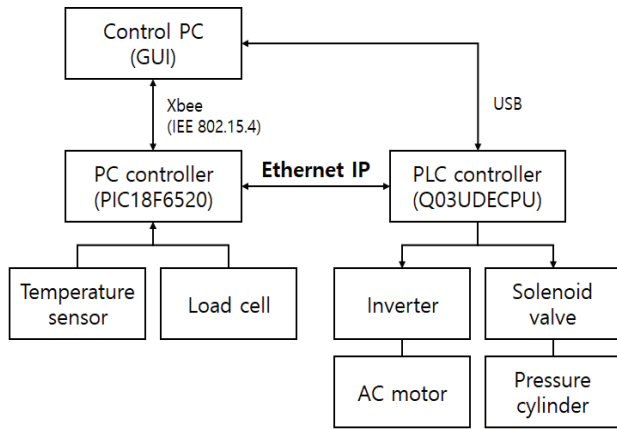 Control PC
(GUI)
Xbee
(IEE 802.15.4)
USB
PC controller
(PIC18F6520)
Ethernet IP
PLC controller
(Q03UDECPU)
Temperature
sensor
Load cell
Inverter
Solenoid
valve
AC motor
Pressure
cylinder